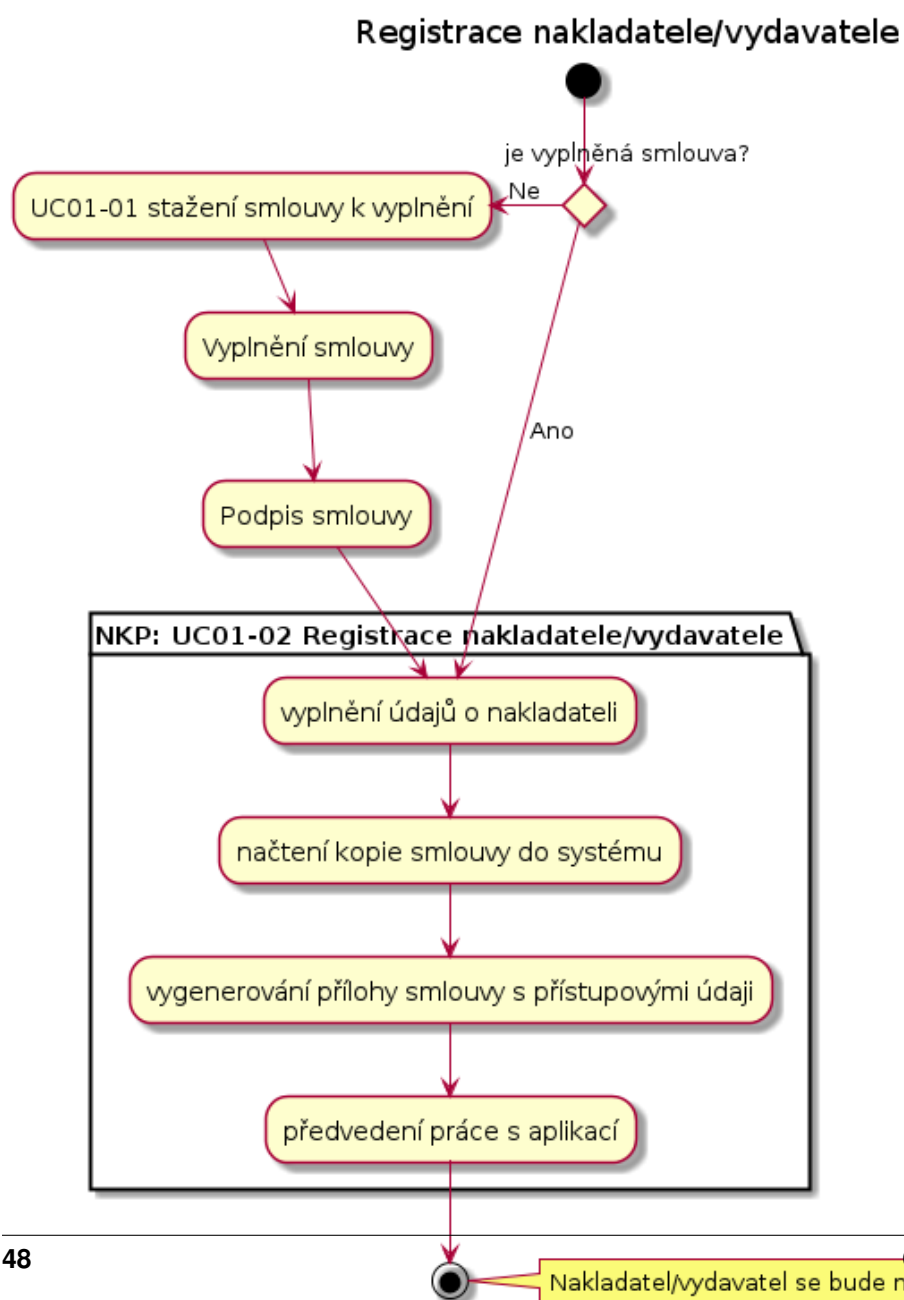 Registrace nakladatele/vydavatele
je vyplněná smlouva?
Ne
UC01-01 stažení smlouvy k vyplnění
Vyplnění smlouvy
Ano
Podpis smlouvy
NKP: UC01-02 Registrace nakladatele/vydavatele
vyplnění údajů o nakladateli
načtení kopie smlouvy do systému
vygenerování přílohy smlouvy s přístupovými údaji
předvedení práce s aplikací
48
Nakladatel/vydavatel se bude